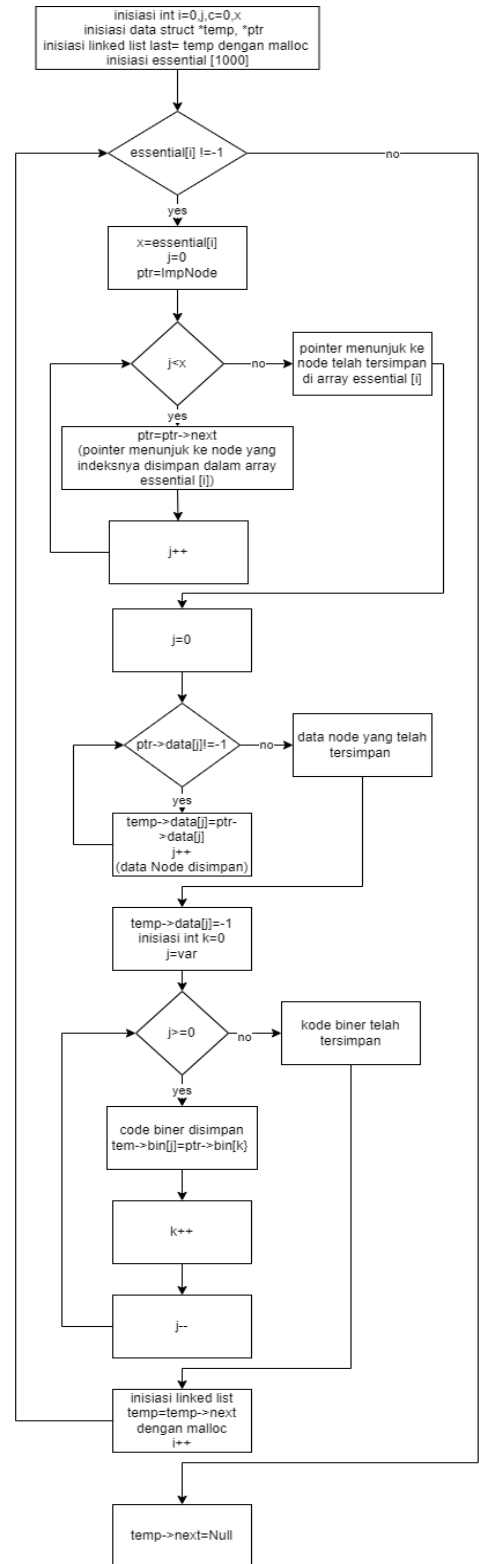 inisiasi int i=0,j,c=0,x
inisiasi data struct *temp, *ptr
inisiasi linked list last= temp dengan malloc
inisiasi essential [1000]
essential[i] !=-1
no
yes
x=essential[i]
j=0
ptr=ImpNode
j<x
no
pointer menunjuk ke
node telah tersimpan
di array essential [i]
yes
ptr=ptr->next
(pointer menunjuk ke node yang
indeksnya disimpan dalam array
essential [i])
j++
j=0
ptr->data[j]!=-1
no
data node yang telah
tersimpan
yes
temp->data[j]=ptr-
>data[j]
j++
(data Node disimpan)
temp->data[j]=-1
inisiasi int k=0
j=var
j>=0
no
kode biner telah
tersimpan
yes
code biner disimpan
tem->bin[j]=ptr->bin[k}
k++
j--
inisiasi linked list
temp=temp->next
dengan malloc
i++
temp->next=Null